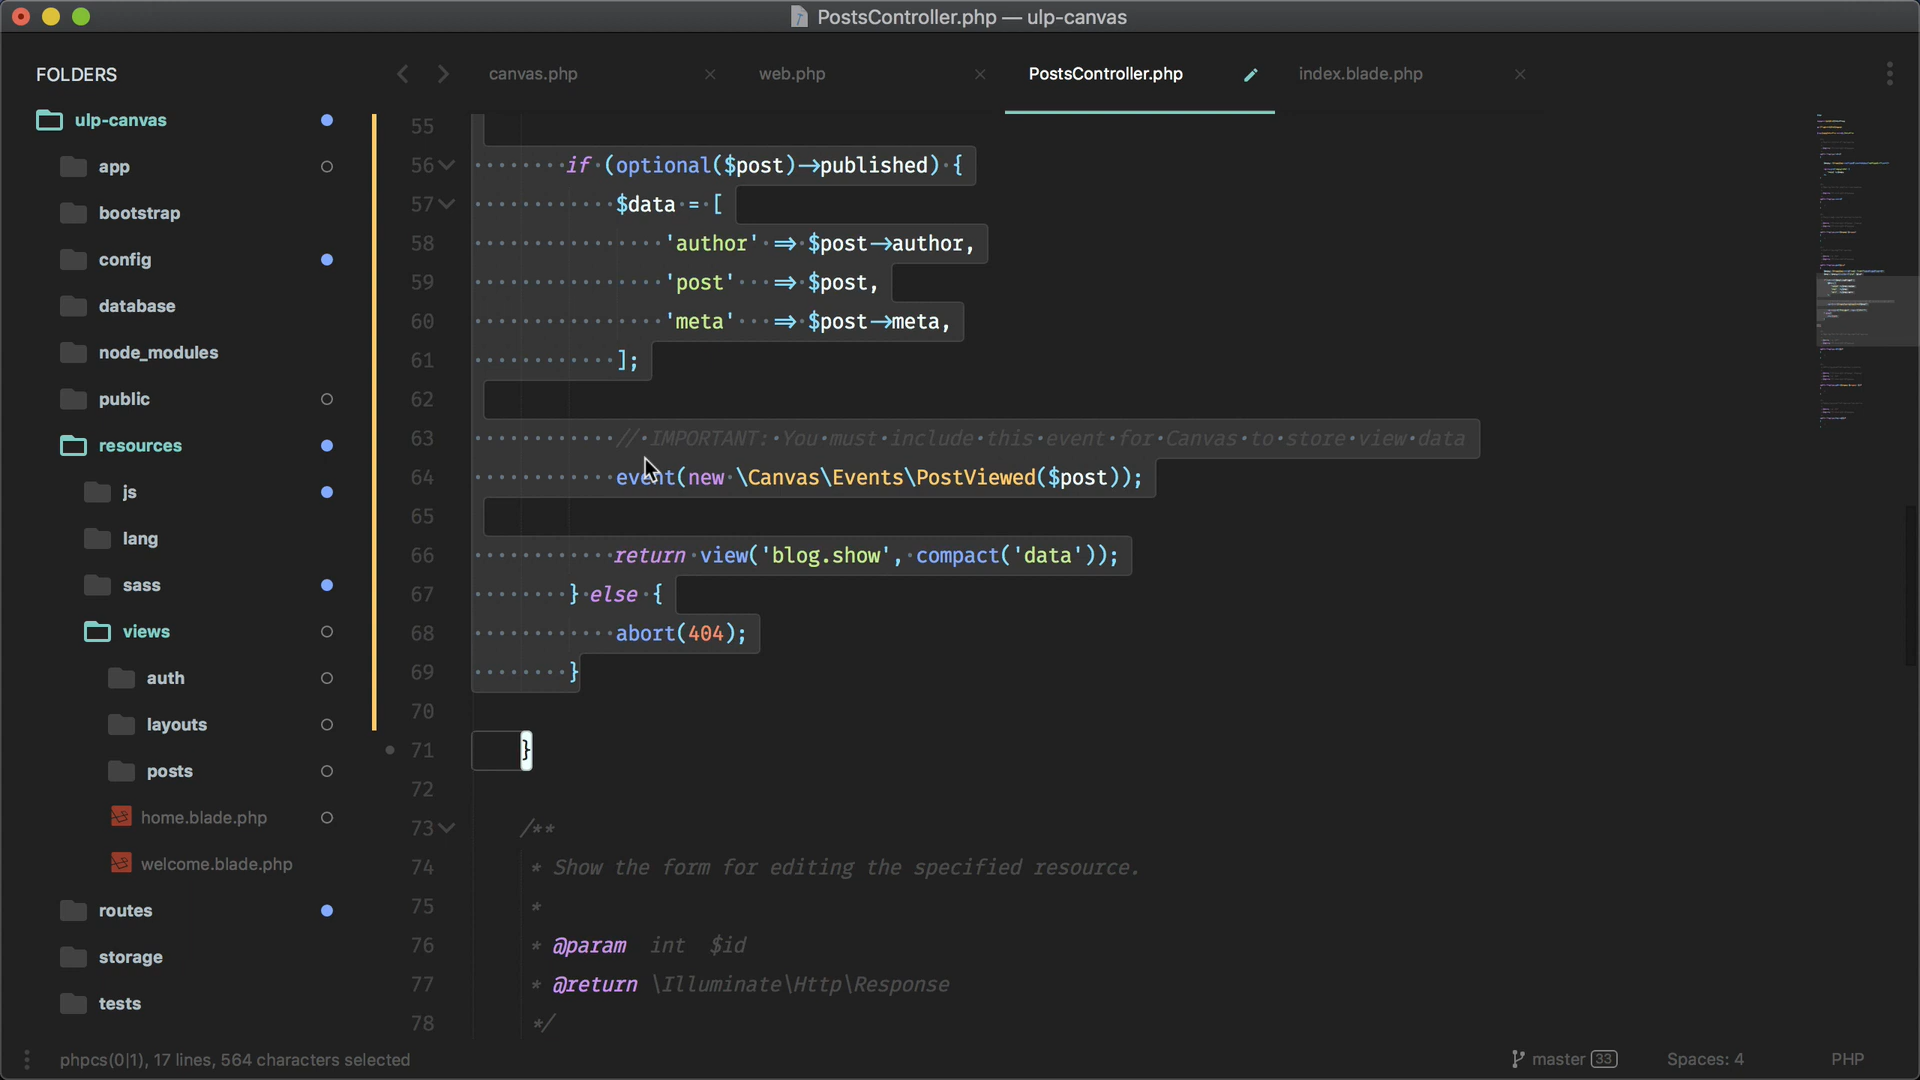 PostsController.php — ulp-canvas
FOLDERS
canvas.php
web.php
PostsController.php
index.blade.php
ulp-canvas
app
bootstrap
config
database
node_modules
public
resources
js
lang
sass
views
auth
layouts
posts
home.blade.php
welcome.blade.php
routes
storage
tests
55
56 if (optional($post)->published) {
57 $data = [
58 'author' => $post->author,
59 'post' => $post,
60 'meta' => $post->meta,
61 ];
62
63 // IMPORTANT: You must include this event for Canvas to store view data
64 event(new \Canvas\Events\PostViewed($post));
65
66 return view('blog.show', compact('data'));
67 } else {
68 abort(404);
69 }
70
71 }
72
73 /**
74 * Show the form for editing the specified resource.
75 *
76 * @param int $id
77 * @return \Illuminate\Http\Response
78 */
phpcs(0|1), 17 lines, 564 characters selected
master 33
Spaces: 4
PHP